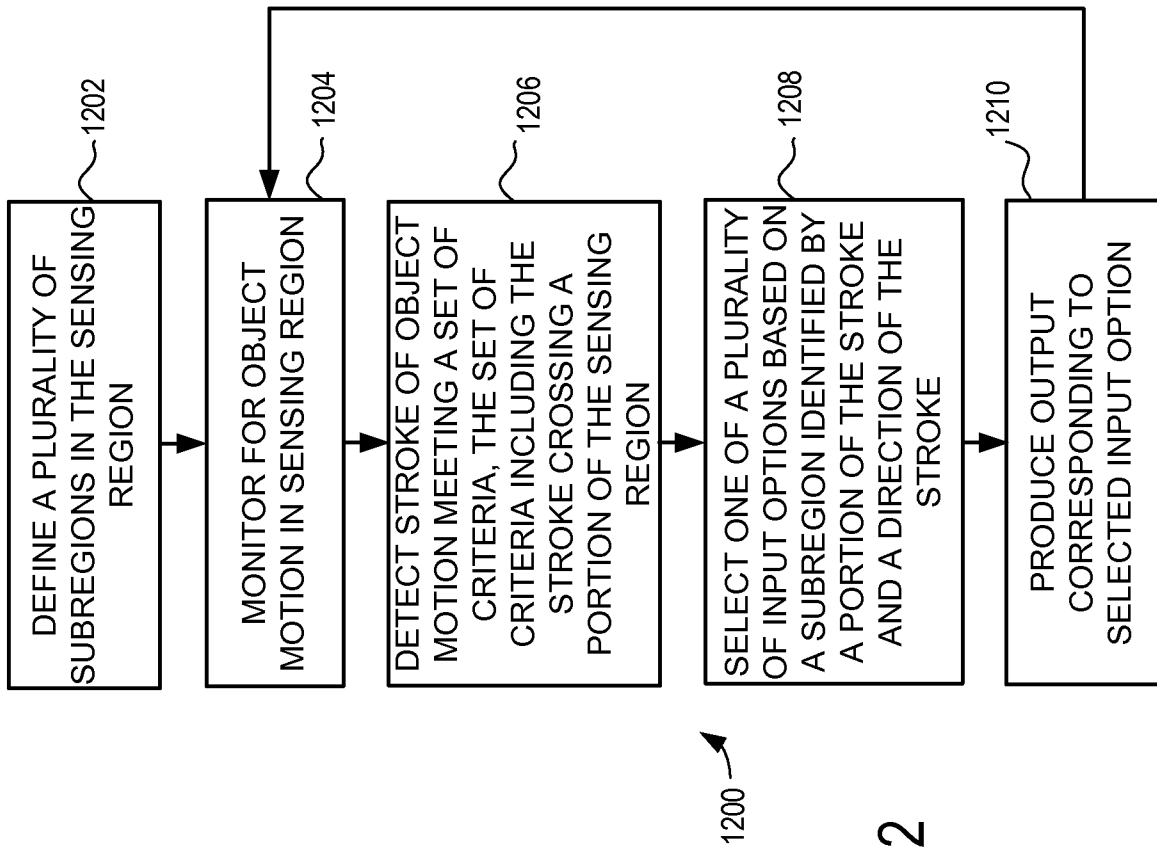 DEFINE A PLURALITY OF
SUBREGIONS IN THE SENSING
REGION
1202
MONITOR FOR OBJECT
MOTION IN SENSING REGION
1204
DETECT STROKE OF OBJECT
MOTION MEETING A SET OF
CRITERIA, THE SET OF
CRITERIA INCLUDING THE
STROKE CROSSING A
PORTION OF THE SENSING
REGION
1206
SELECT ONE OF A PLURALITY
OF INPUT OPTIONS BASED ON
A SUBREGION IDENTIFIED BY
A PORTION OF THE STROKE
AND A DIRECTION OF THE
STROKE
1208
PRODUCE OUTPUT
CORRESPONDING TO
SELECTED INPUT OPTION
1210
1200
2